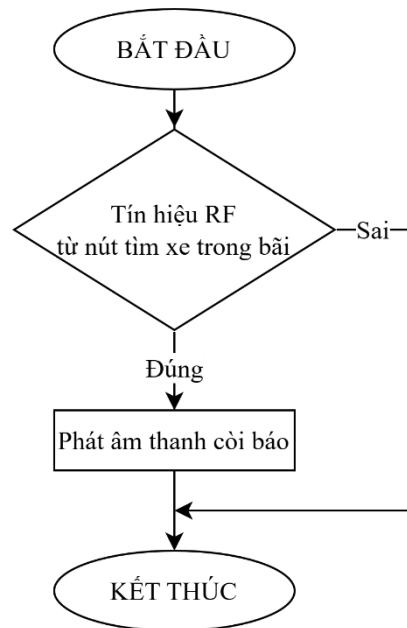 BẮT ĐẦU
Tín hiệu RF
từ nút tìm xe trong bãi
Sai
Đúng
Phát âm thanh còi báo
KẾT THÚC